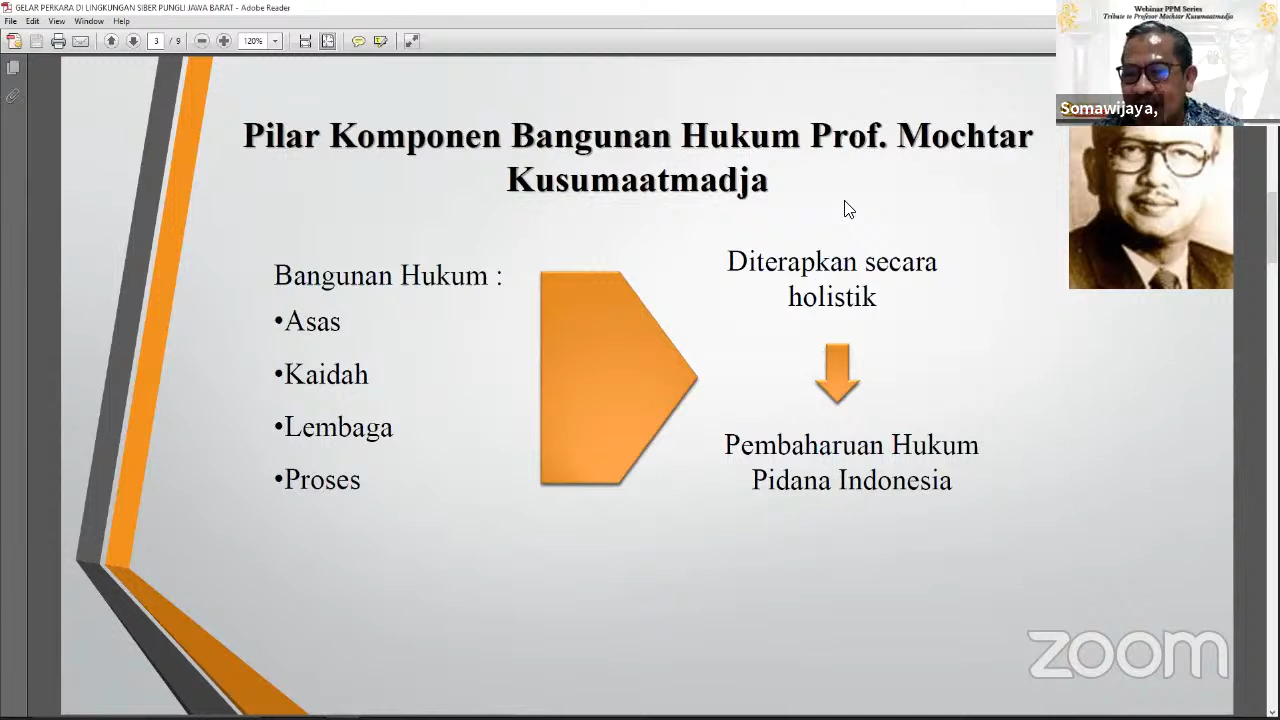 GELAR PERKARA DI LINGKUNGAN SIBER PUNGLI JAWA BARAT - Adobe Reader
File Edit View Window Help
3 / 9 120%
Webinar PPM Series
Tribute to Profesor Mochtar Kusumaatmadja
Somawijaya,
Pilar Komponen Bangunan Hukum Prof. Mochtar
Kusumaatmadja
Bangunan Hukum :
•Asas
•Kaidah
•Lembaga
•Proses
Diterapkan secara
holistik
Pembaharuan Hukum
Pidana Indonesia
zoom